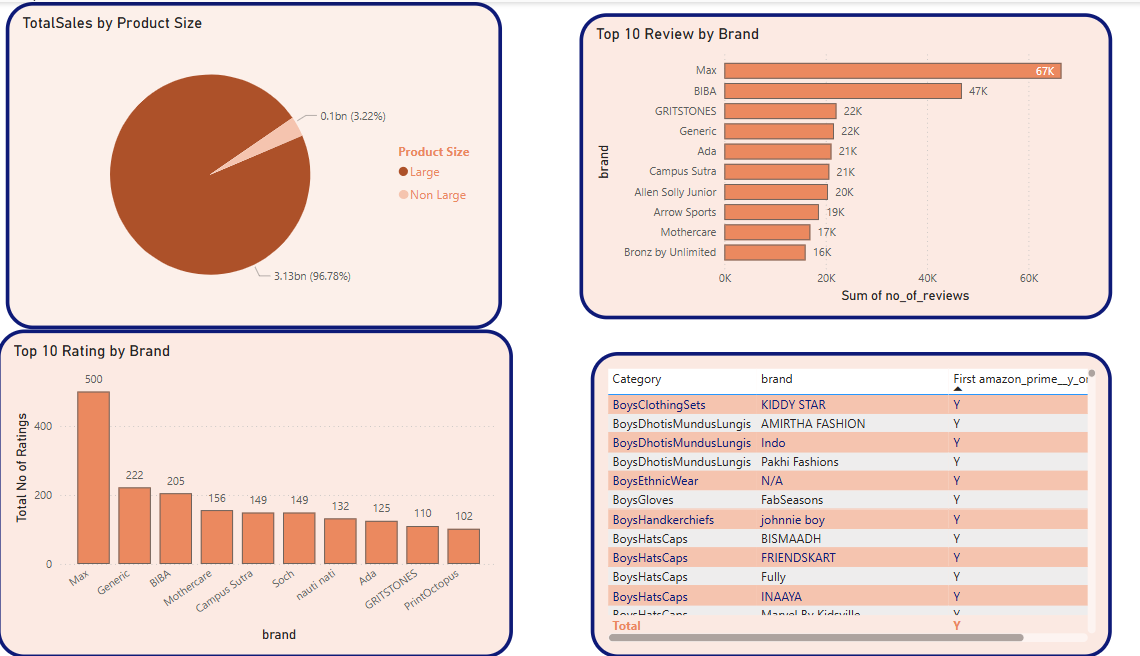 TotalSales by Product Size
0.1bn (3.22%)
Product Size
Large
Non Large
3.13bn (96.78%)
Top 10 Review by Brand
brand
Max 67K
BIBA 47K
GRITSTONES 22K
Generic 22K
Ada 21K
Campus Sutra 21K
Allen Solly Junior 20K
Arrow Sports 19K
Mothercare 17K
Bronz by Unlimited 16K
0K 20K 40K 60K
Sum of no_of_reviews
Top 10 Rating by Brand
Total No of Ratings
400
200
0
500 222 205 156 149 149 132 125 110 102
Max Generic BIBA Mothercare Campus Sutra Soch nauti nati Ada GRITSTONES PrintOctopus
brand
Category brand First amazon_prime__y_or
BoysClothingSets KIDDY STAR Y
BoysDhotisMundusLungis AMIRTHA FASHION Y
BoysDhotisMundusLungis Indo Y
BoysDhotisMundusLungis Pakhi Fashions Y
BoysEthnicWear N/A Y
BoysGloves FabSeasons Y
BoysHandkerchiefs johnnie boy Y
BoysHatsCaps BISMAADH Y
BoysHatsCaps FRIENDSKART Y
BoysHatsCaps Fully Y
BoysHatsCaps INAAYA Y
BoysHatsCaps Marvel By Kidsville Y
Total Y